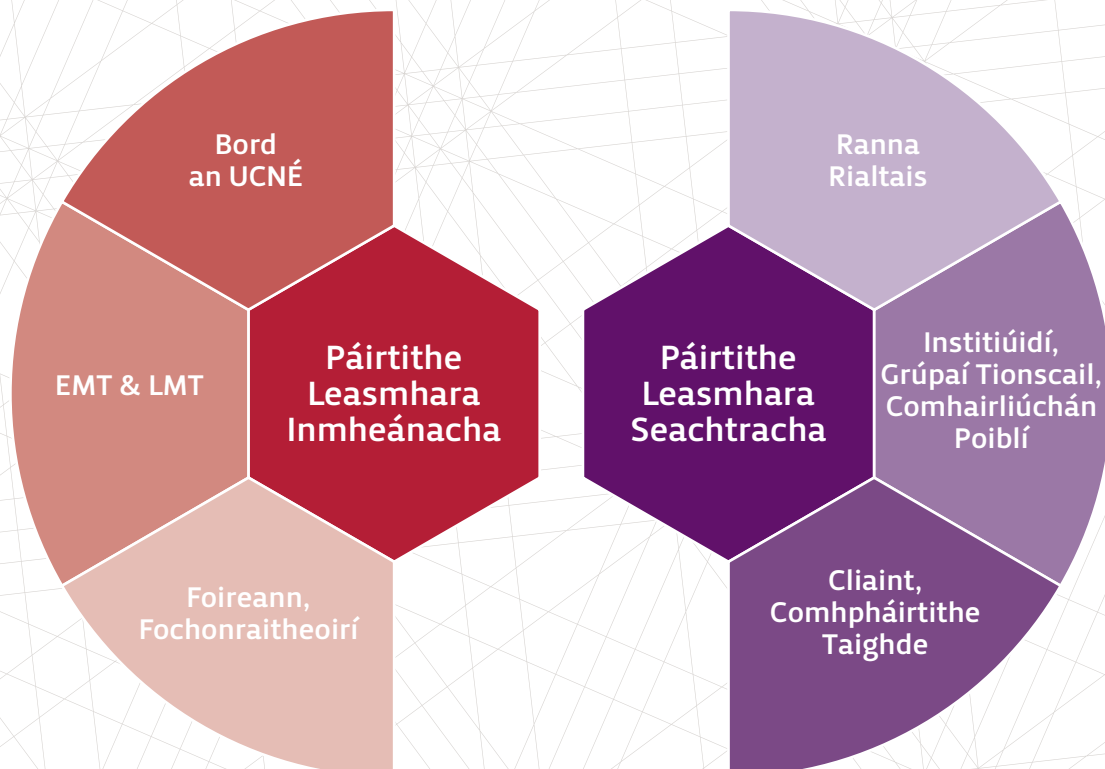 Bord
an UCNÉ
EMT & LMT
Foireann,
Fochonraitheoirí
Páirtithe
Leasmhara
Inmheánacha
Páirtithe
Leasmhara
Seachtracha
Ranna
Rialtais
Institiúidí,
Grúpaí Tionscail,
Comhairliúchán
Poiblí
Cliaint,
Comhpháirtithe
Taighde